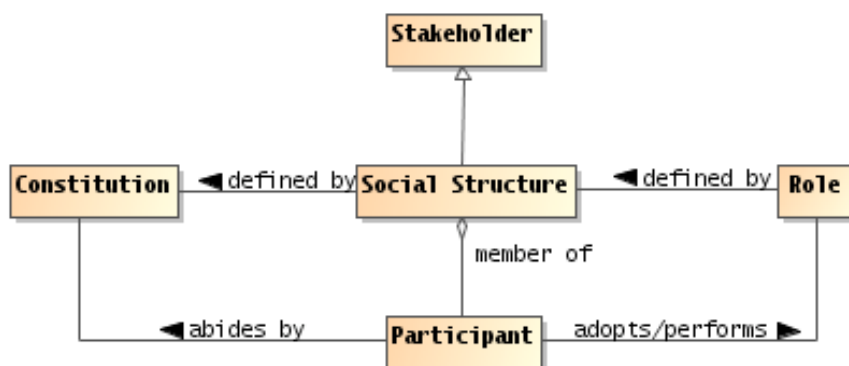 Stakeholder
Constitution
◀ defined by
Social Structure
◀ defined by
Role
member of
◀ abides by
Participant
adopts/performs ▶